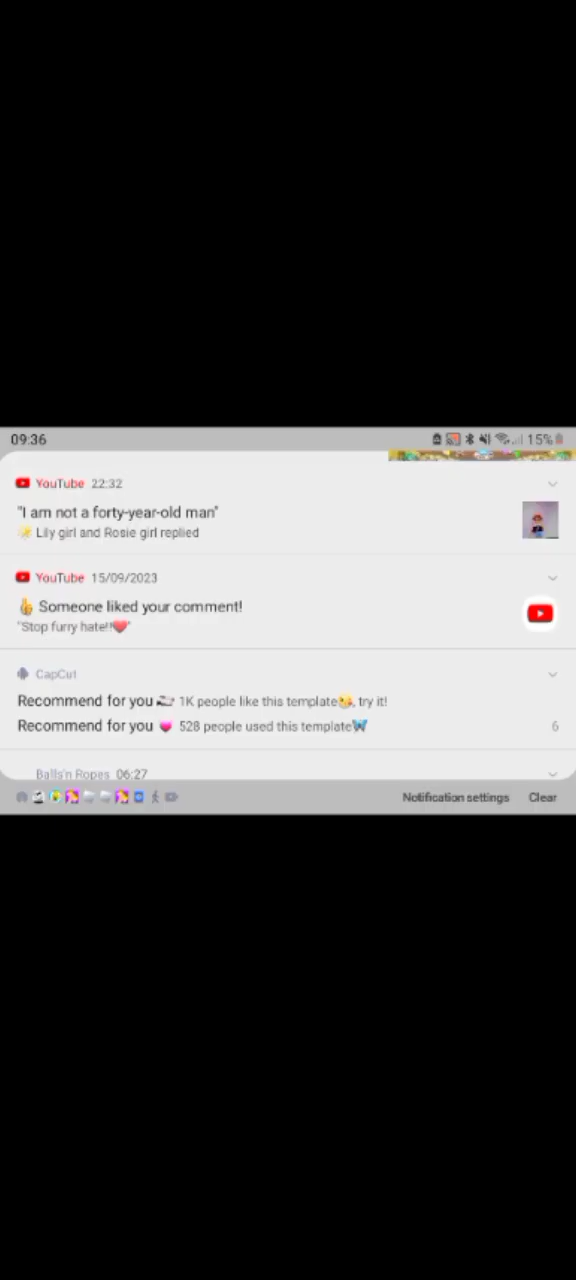 09:36 15%
YouTube 22:32
"I am not a forty-year-old man"
Lily girl and Rosie girl replied
YouTube 15/09/2023
👍 Someone liked your comment!
"Stop furry hate!!❤️"
CapCut
Recommend for you 1K people like this template😘, try it!
Recommend for you 💗 528 people used this template🦋 6
Balls'n Ropes 06:27
Notification settings Clear